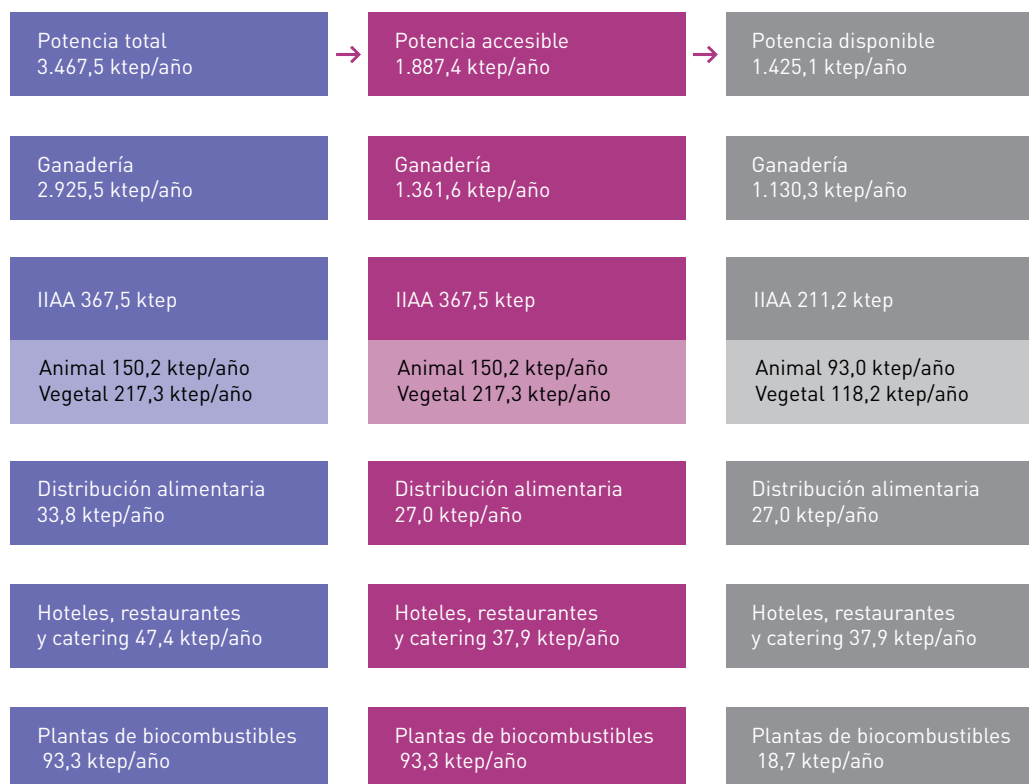 Potencia total
3.467,5 ktep/año
Potencia accesible
1.887,4 ktep/año
Potencia disponible
1.425,1 ktep/año
Ganadería
2.925,5 ktep/año
Ganadería
1.361,6 ktep/año
Ganadería
1.130,3 ktep/año
IIAA 367,5 ktep
IIAA 367,5 ktep
IIAA 211,2 ktep
Animal 150,2 ktep/año
Vegetal 217,3 ktep/año
Animal 150,2 ktep/año
Vegetal 217,3 ktep/año
Animal 93,0 ktep/año
Vegetal 118,2 ktep/año
Distribución alimentaria
33,8 ktep/año
Distribución alimentaria
27,0 ktep/año
Distribución alimentaria
27,0 ktep/año
Hoteles, restaurantes
y catering 47,4 ktep/año
Hoteles, restaurantes
y catering 37,9 ktep/año
Hoteles, restaurantes
y catering 37,9 ktep/año
Plantas de biocombustibles
93,3 ktep/año
Plantas de biocombustibles
93,3 ktep/año
Plantas de biocombustibles
18,7 ktep/año